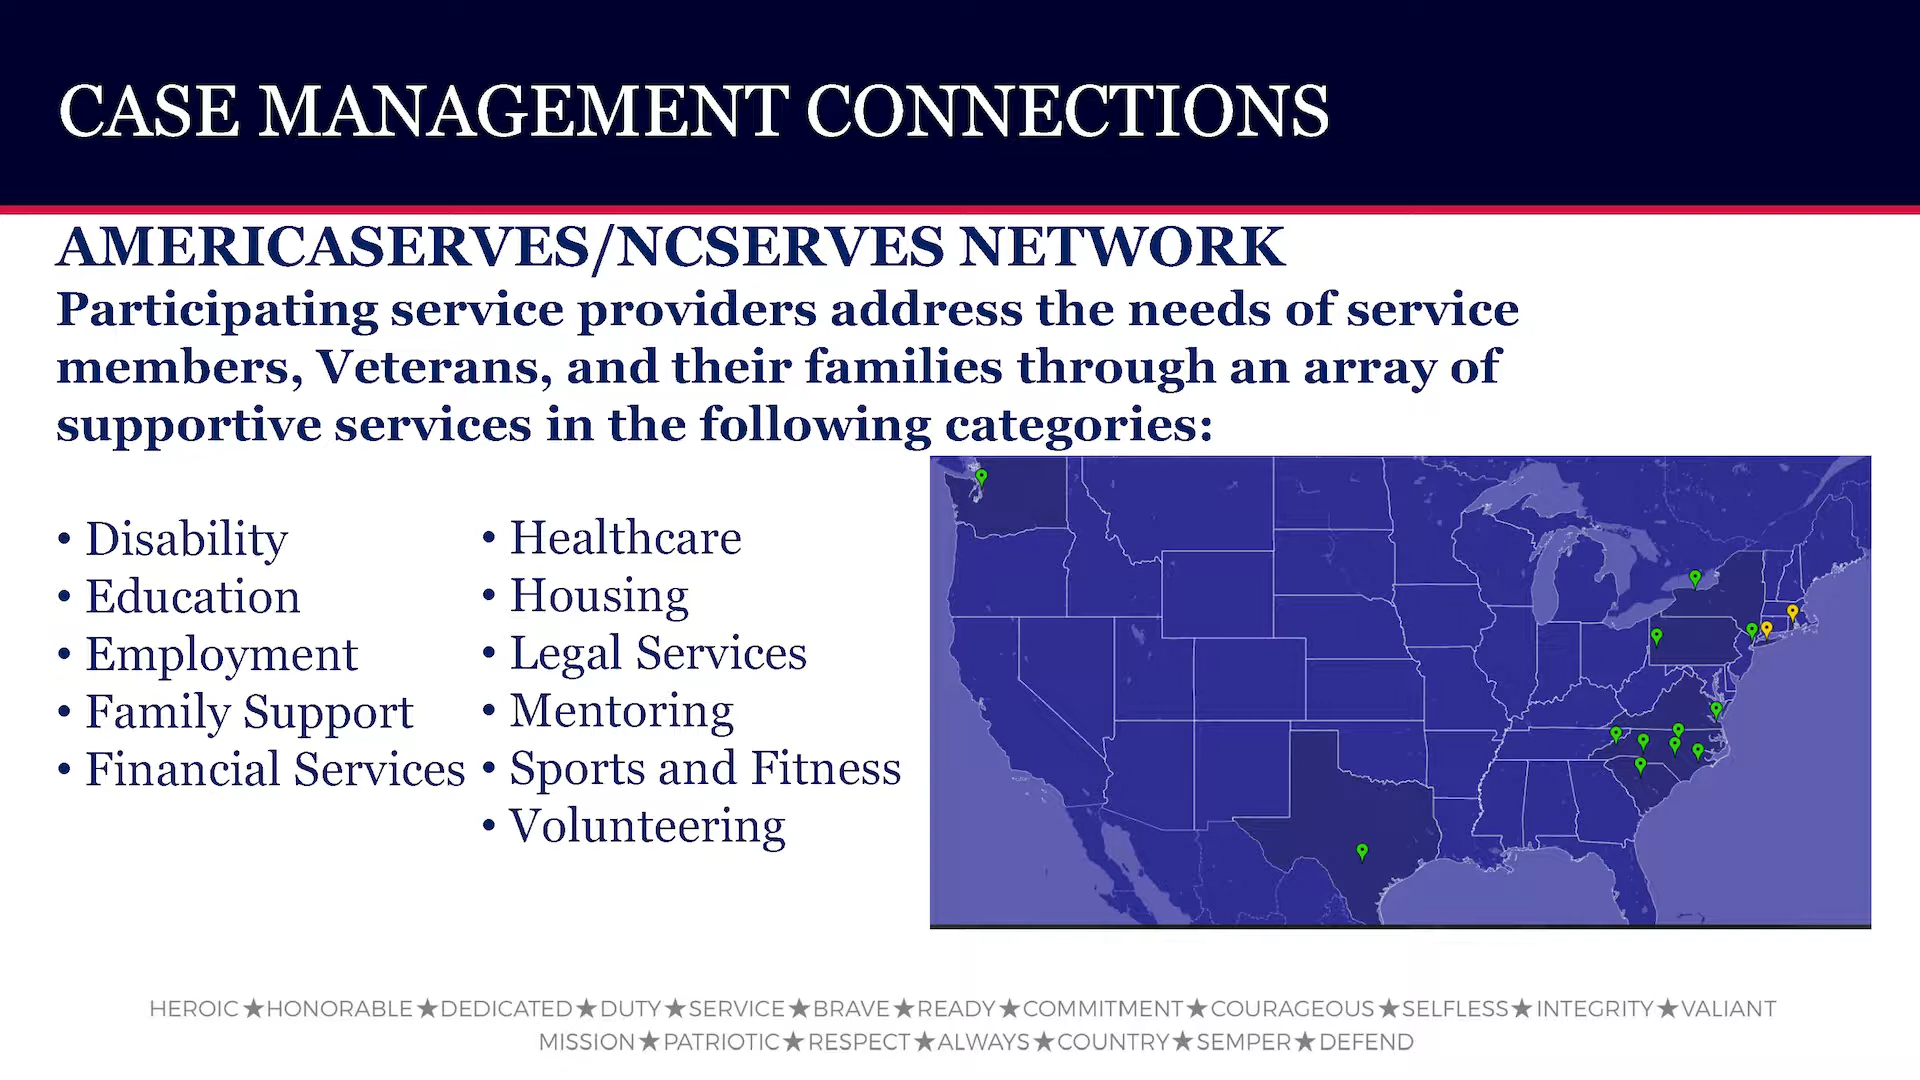 CASE MANAGEMENT CONNECTIONS
AMERICASERVES/NCSERVES NETWORK
Participating service providers address the needs of service
members, Veterans, and their families through an array of
supportive services in the following categories:
• Disability
• Education
• Employment
• Family Support
• Financial Services
• Healthcare
• Housing
• Legal Services
• Mentoring
• Sports and Fitness
• Volunteering
HEROIC★HONORABLE★DEDICATED★DUTY★SERVICE★BRAVE★READY★COMMITMENT★COURAGEOUS★SELFLESS★INTEGRITY★VALIANT
MISSION★PATRIOTIC★RESPECT★ALWAYS★COUNTRY★SEMPER★DEFEND